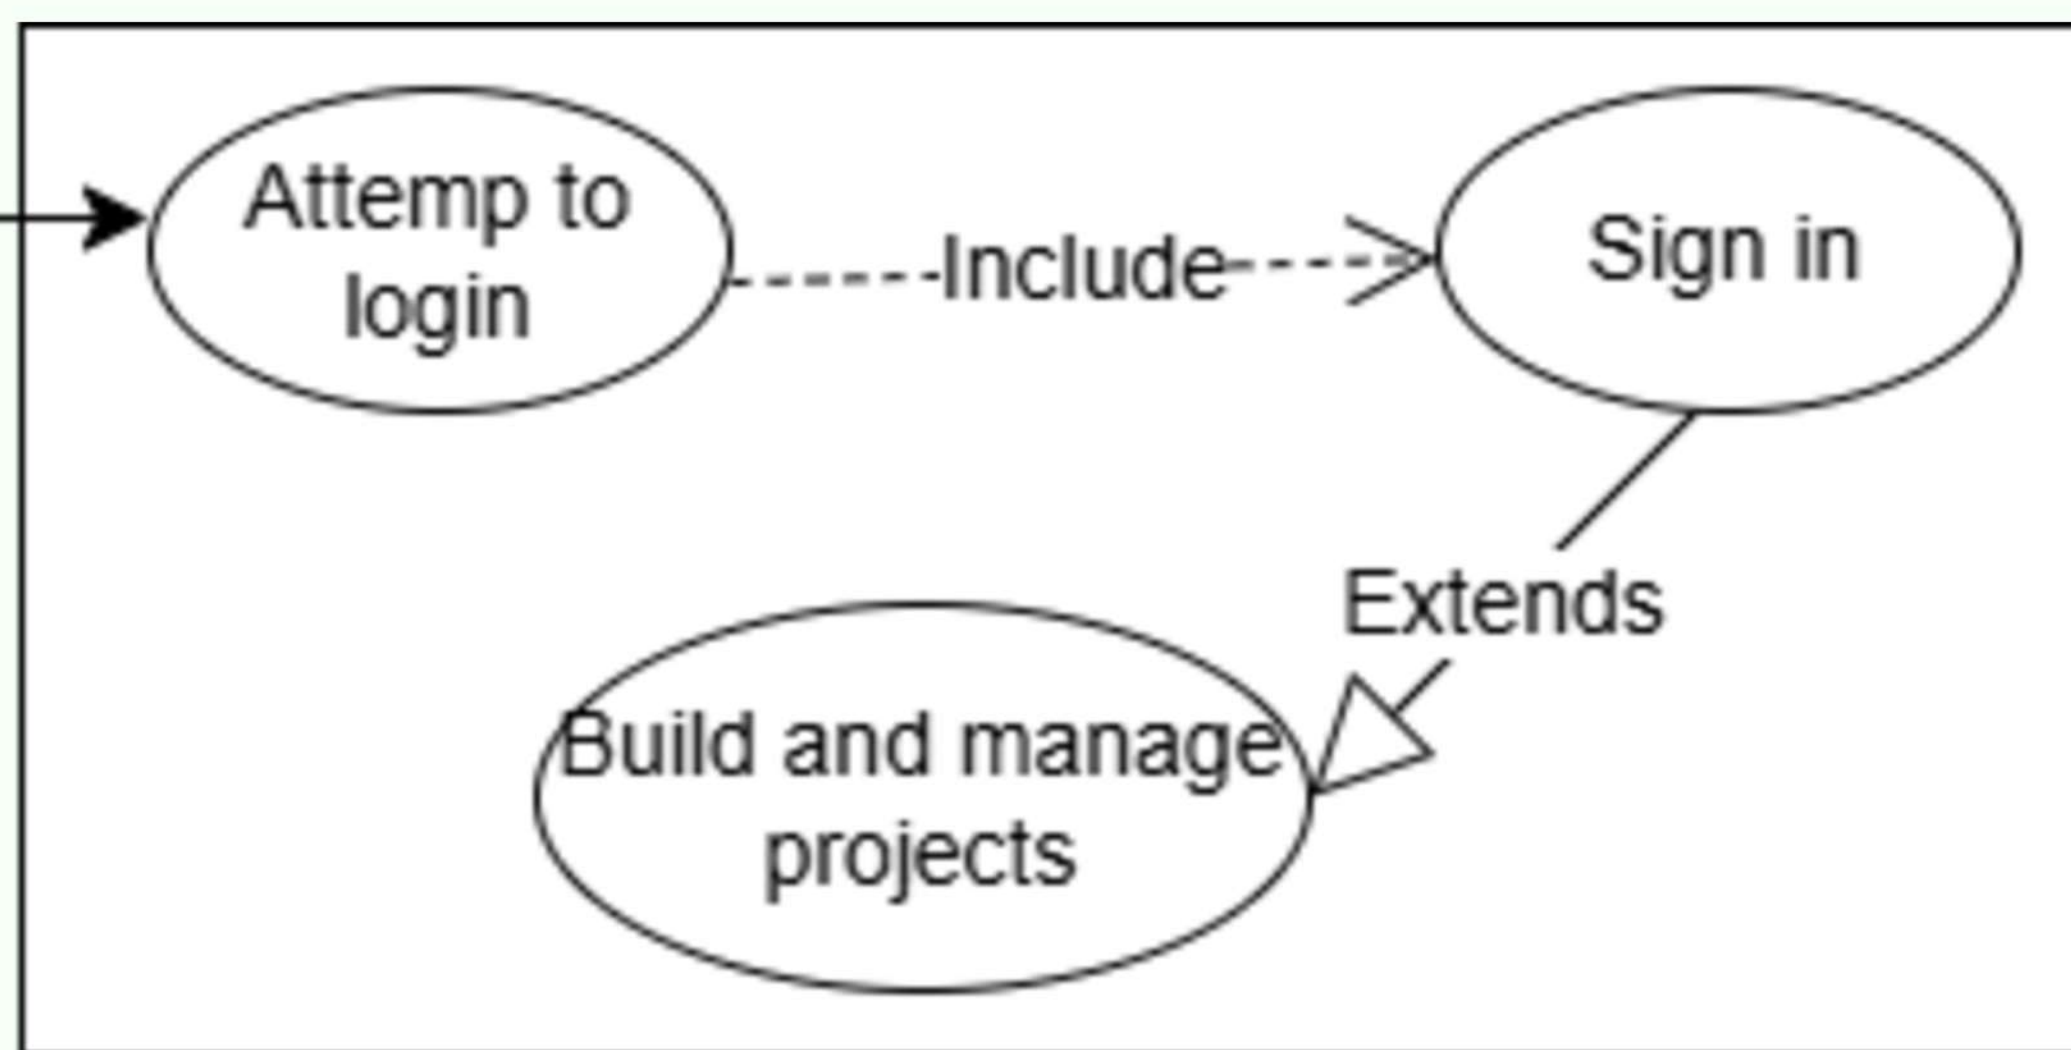 Attemp to
login
Include
Sign in
Extends
Build and manage
projects